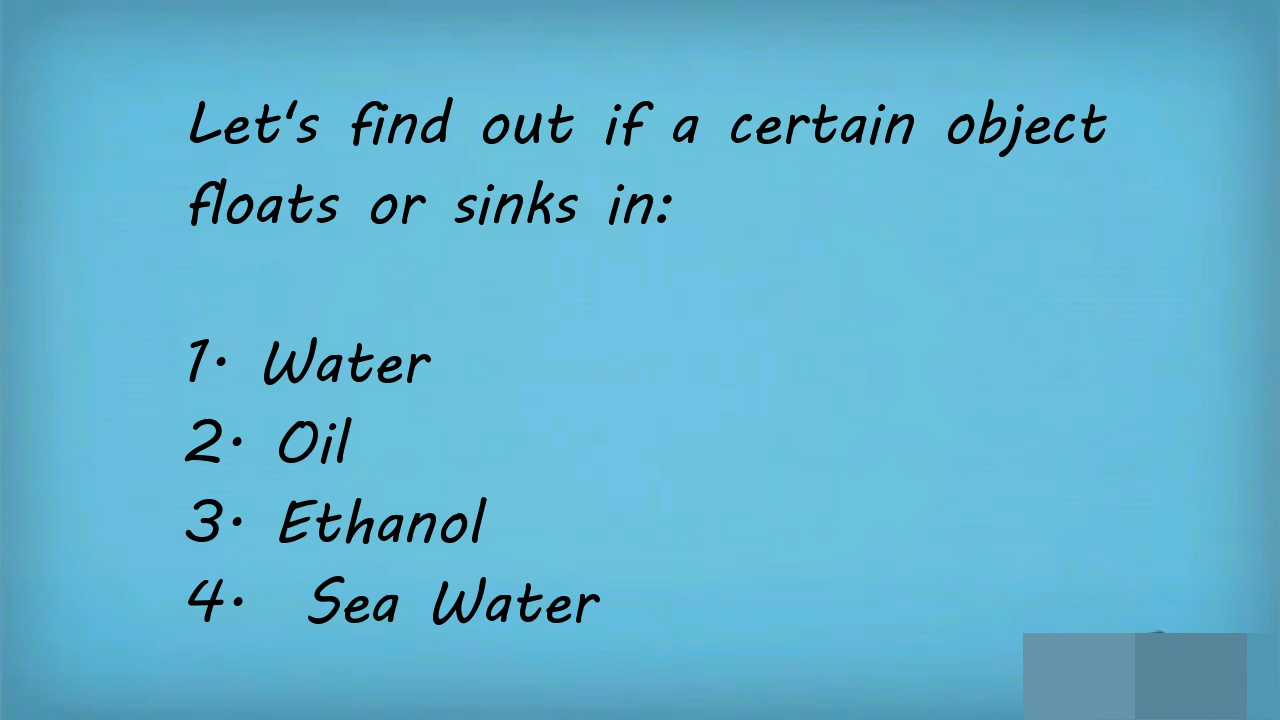 Let's find out if a certain object
floats or sinks in:
1. Water
2. Oil
3. Ethanol
4. Sea Water